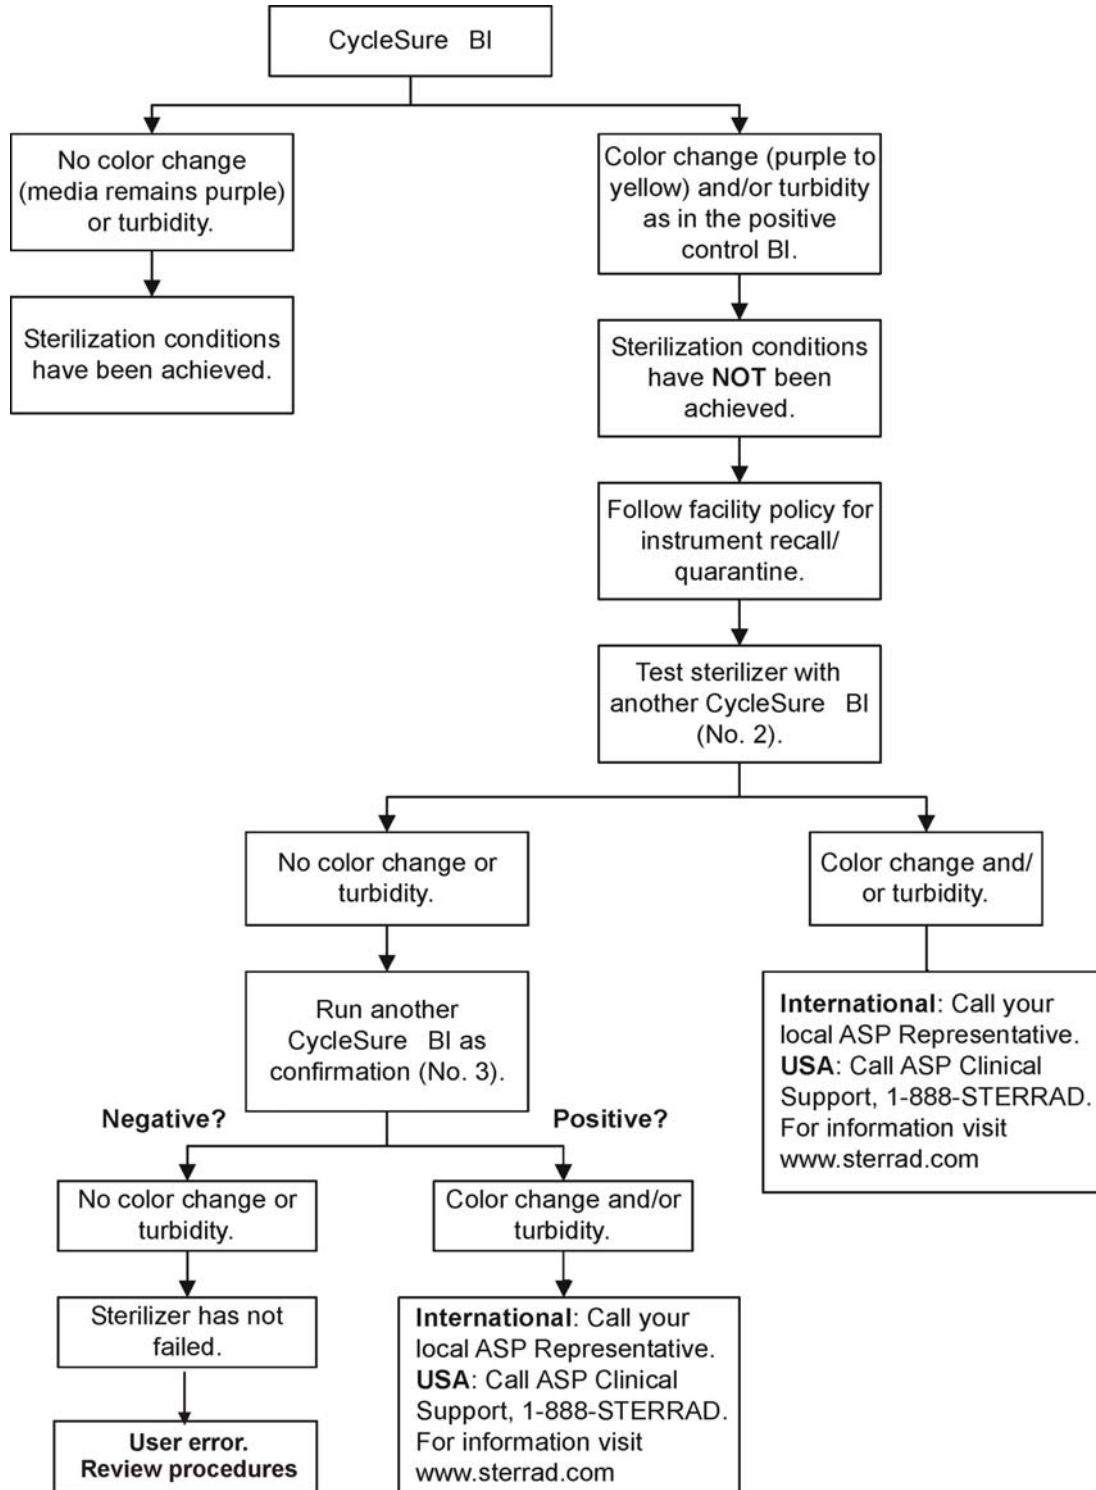 CycleSure BI
No color change
(media remains purple)
or turbidity.
Color change (purple to
yellow) and/or turbidity
as in the positive
control BI.
Sterilization conditions
have been achieved.
Sterilization conditions
have NOT been
achieved.
Follow facility policy for
instrument recall/
quarantine.
Test sterilizer with
another CycleSure BI
(No. 2).
No color change or
turbidity.
Color change and/
or turbidity.
Run another
CycleSure BI as
confirmation (No. 3).
International: Call your
local ASP Representative.
USA: Call ASP Clinical
Support, 1-888-STERRAD.
For information visit
www.sterrad.com
Negative?
Positive?
No color change or
turbidity.
Color change and/or
turbidity.
Sterilizer has not
failed.
International: Call your
local ASP Representative.
USA: Call ASP Clinical
Support, 1-888-STERRAD.
For information visit
www.sterrad.com
User error.
Review procedures